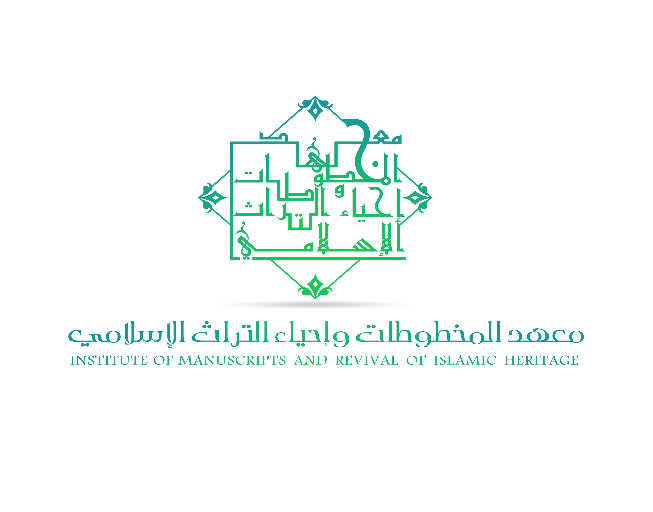 معهد المخطوطات وإحياء التراث الإسلامي
INSTITUTE OF MANUSCRIPTS AND REVIVAL OF ISLAMIC HERITAGE